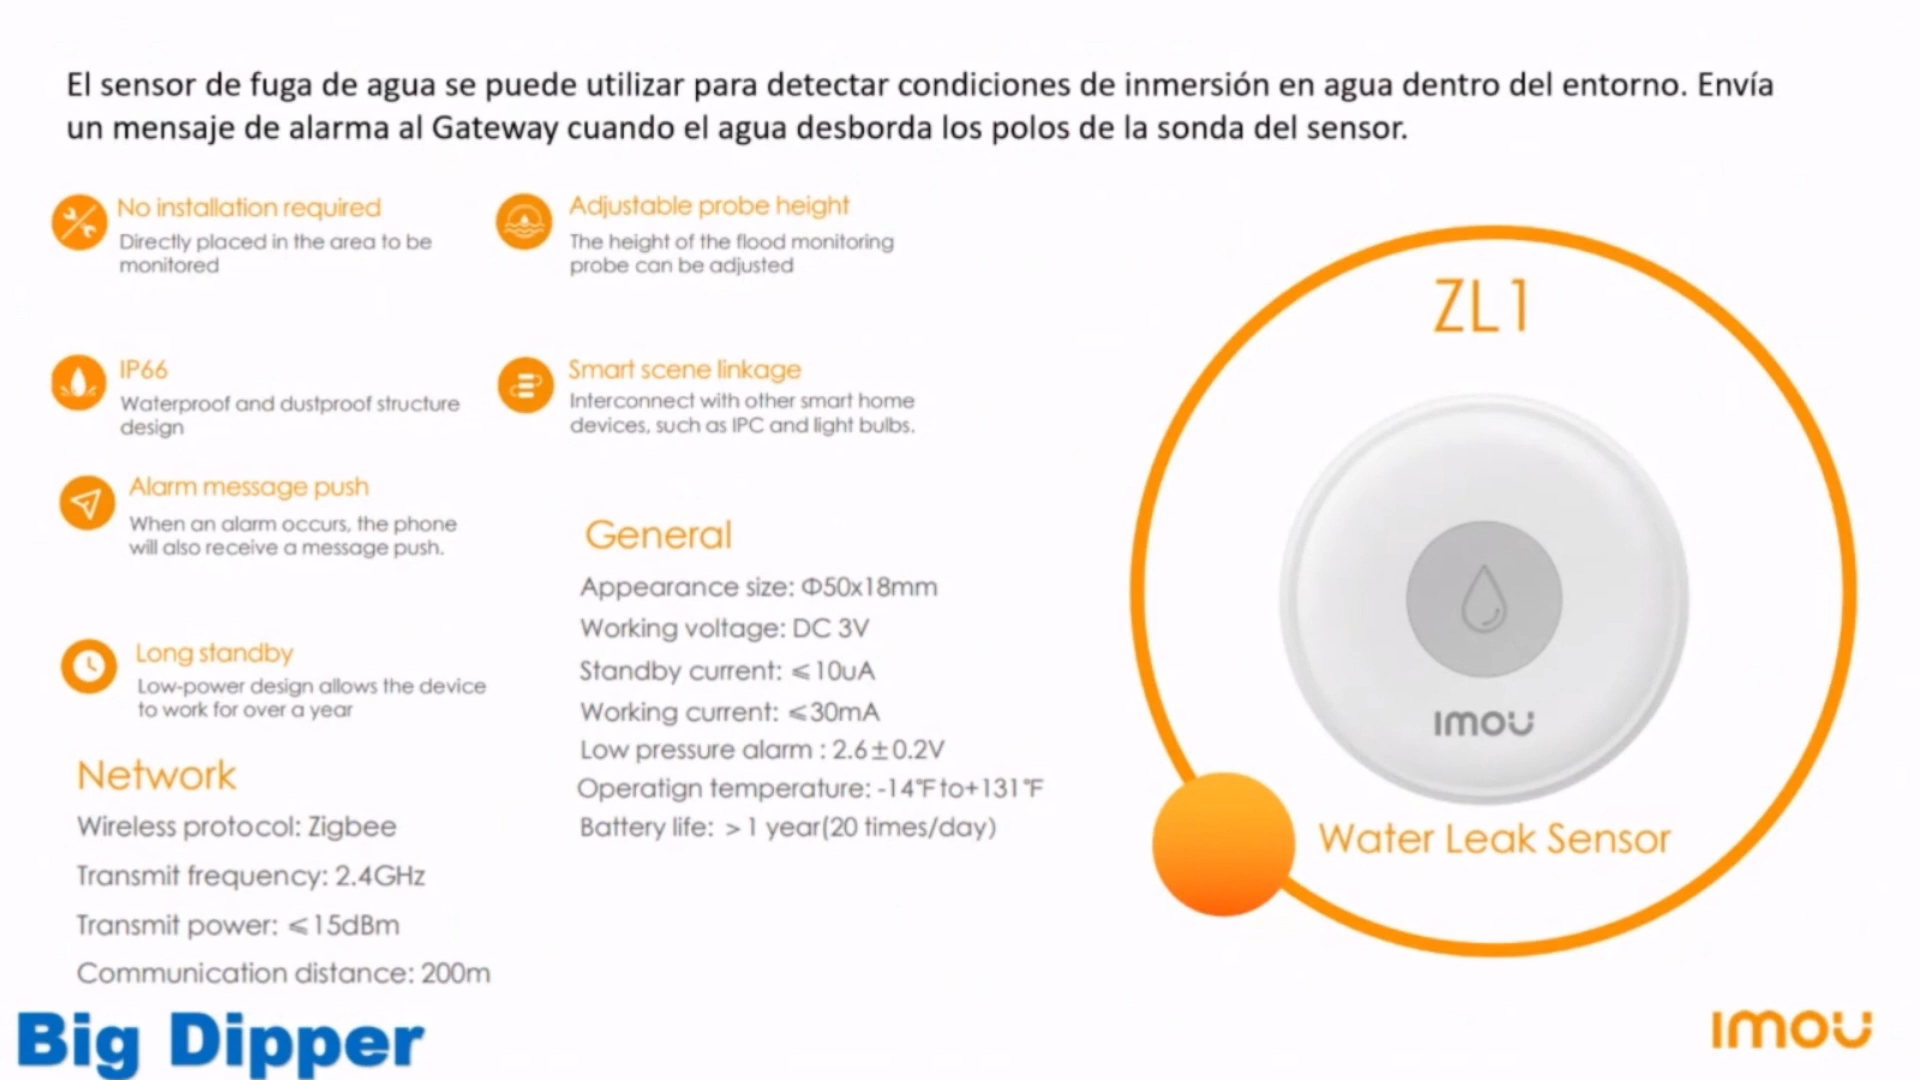 El sensor de fuga de agua se puede utilizar para detectar condiciones de inmersión en agua dentro del entorno. Envía
un mensaje de alarma al Gateway cuando el agua desborda los polos de la sonda del sensor.
No installation required
Directly placed in the area to be
monitored
Adjustable probe height
The height of the flood monitoring
probe can be adjusted
IP66
Waterproof and dustproof structure
design
Smart scene linkage
Interconnect with other smart home
devices, such as IPC and light bulbs.
Alarm message push
When an alarm occurs, the phone
will also receive a message push.
Long standby
Low-power design allows the device
to work for over a year
Network
Wireless protocol: Zigbee
Transmit frequency: 2.4GHz
Transmit power: ≤15dBm
Communication distance: 200m
General
Appearance size: Φ50x18mm
Working voltage: DC 3V
Standby current: ≤10uA
Working current: ≤30mA
Low pressure alarm : 2.6±0.2V
Operatign temperature: -14℉to+131℉
Battery life: >1 year(20 times/day)
ZL1
imou
Water Leak Sensor
Big Dipper
imou